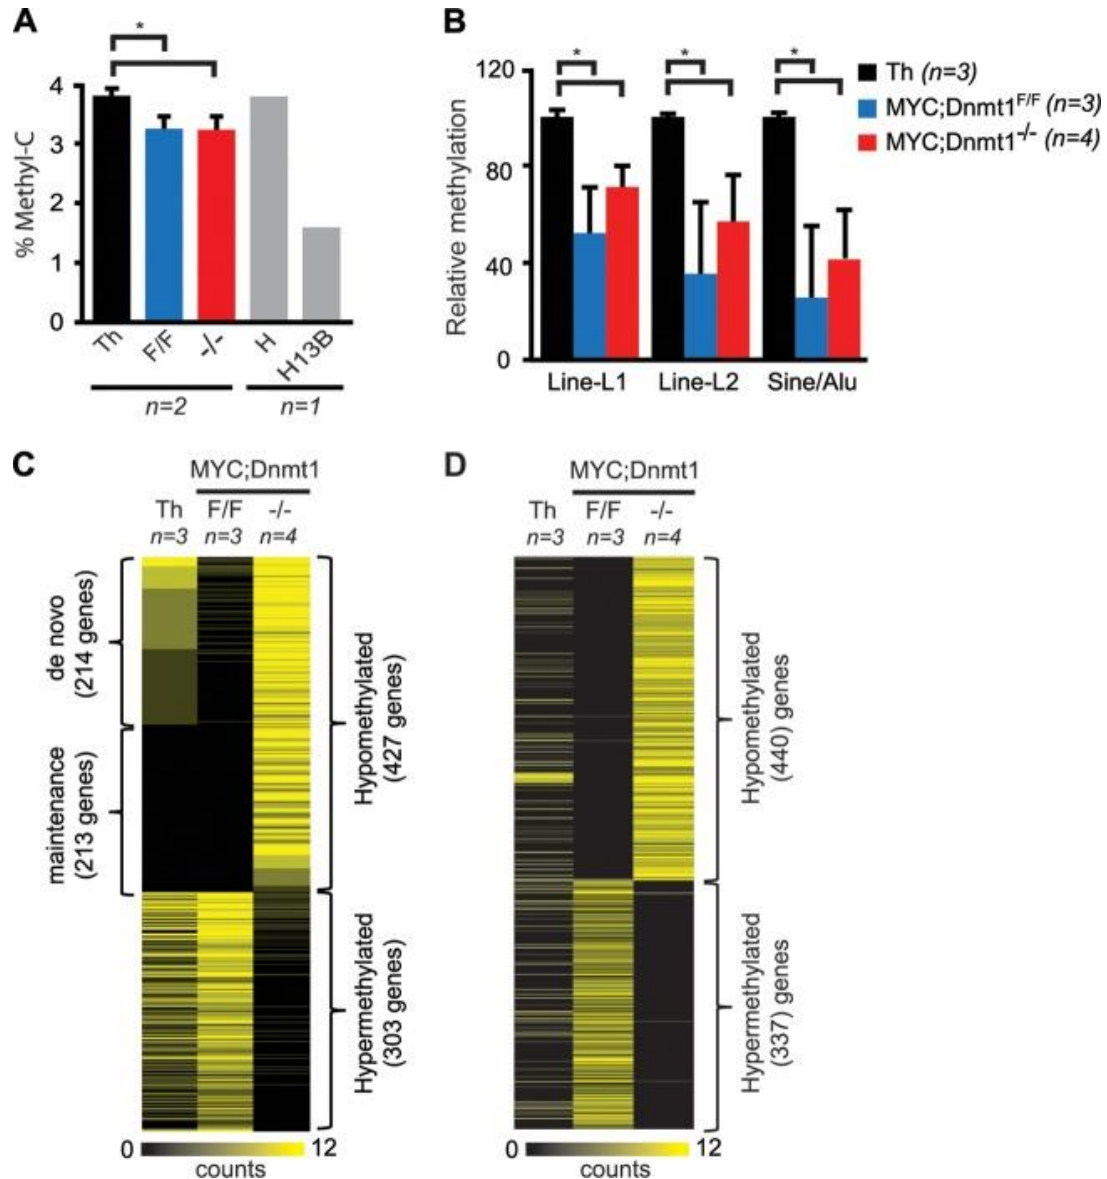 A
*
4
3
2
1
0
% Methyl-C
Th
F/F
-/-
H
H13B
n=2
n=1
B
*
*
*
120
80
40
0
Relative methylation
Line-L1
Line-L2
Sine/Alu
Th (n=3)
MYC;Dnmt1F/F (n=3)
MYC;Dnmt1-/- (n=4)
C
MYC;Dnmt1
Th
F/F
-/-
n=3
n=3
n=4
de novo
(214 genes)
maintenance
(213 genes)
Hypomethylated
(427 genes)
Hypermethylated
(303 genes)
0
12
counts
D
MYC;Dnmt1
Th
F/F
-/-
n=3
n=3
n=4
Hypomethylated
(440) genes
Hypermethylated
(337) genes
0
12
counts